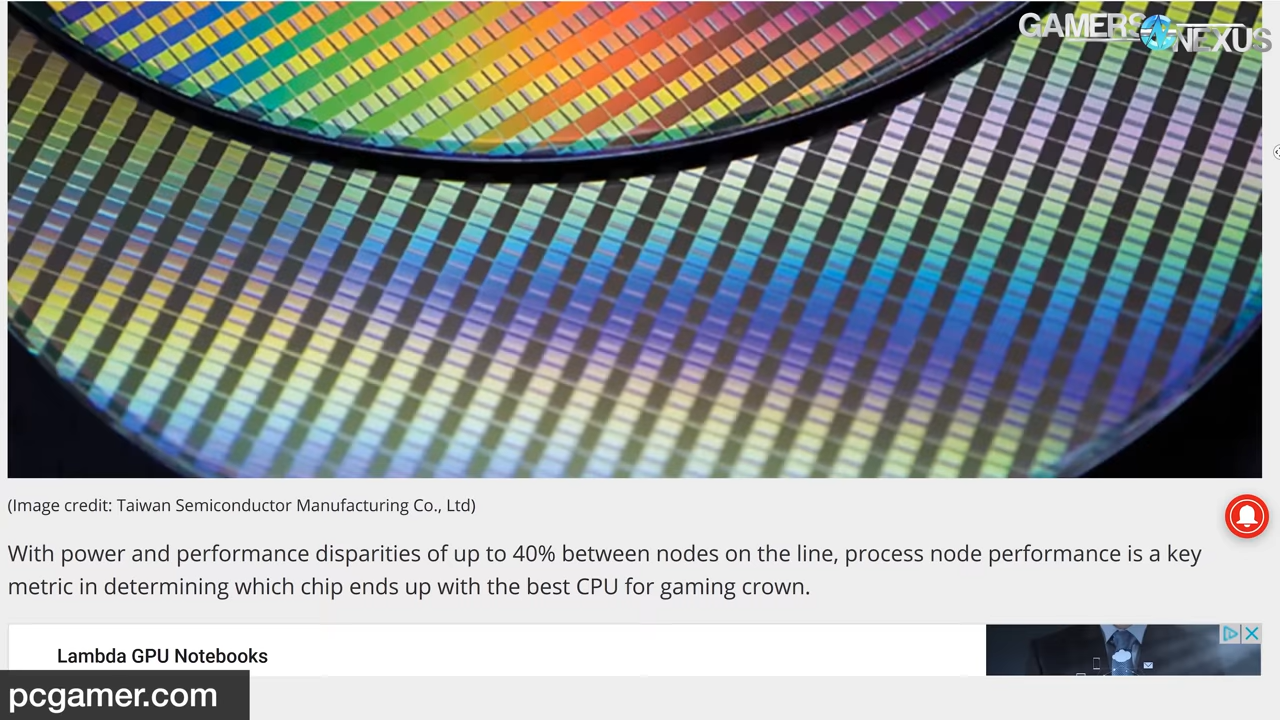 GAMERS NEXUS
(Image credit: Taiwan Semiconductor Manufacturing Co., Ltd)
With power and performance disparities of up to 40% between nodes on the line, process node performance is a key
metric in determining which chip ends up with the best CPU for gaming crown.
Lambda GPU Notebooks
pcgamer.com